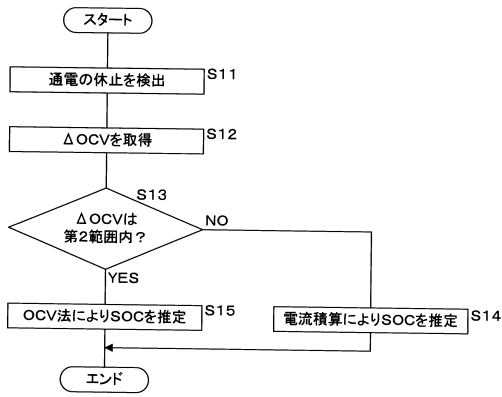 スタート
通電の休止を検出
S11
ΔOCVを取得
S12
S13
ΔOCVは
第2範囲内?
NO
YES
OCV法によりSOCを推定
S15
電流積算によりSOCを推定
S14
エンド